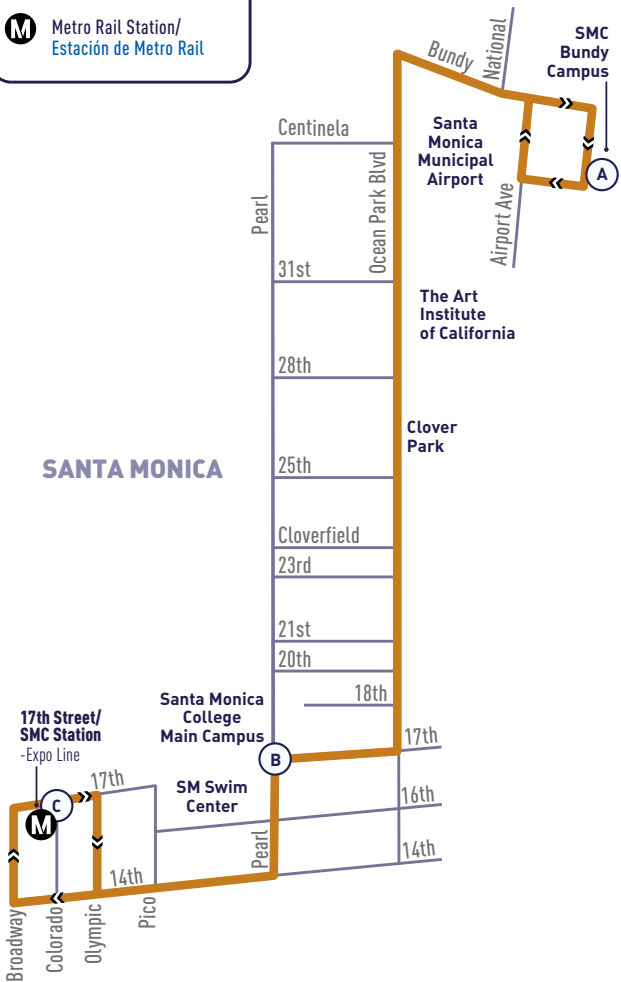 M Metro Rail Station/
Estación de Metro Rail
SMC
Bundy
Campus
National
Bundy
A
Santa
Monica
Municipal
Airport
Airport Ave
Centinela
Pearl
Ocean Park Blvd
31st
The Art
Institute
of California
28th
Clover
Park
SANTA MONICA
25th
Cloverfield
23rd
21st
20th
18th
Santa Monica
College
Main Campus
17th
B
17th Street/
SMC Station
-Expo Line
C
M
17th
SM Swim
Center
16th
Pearl
14th
14th
Broadway
Colorado
Olympic
Pico